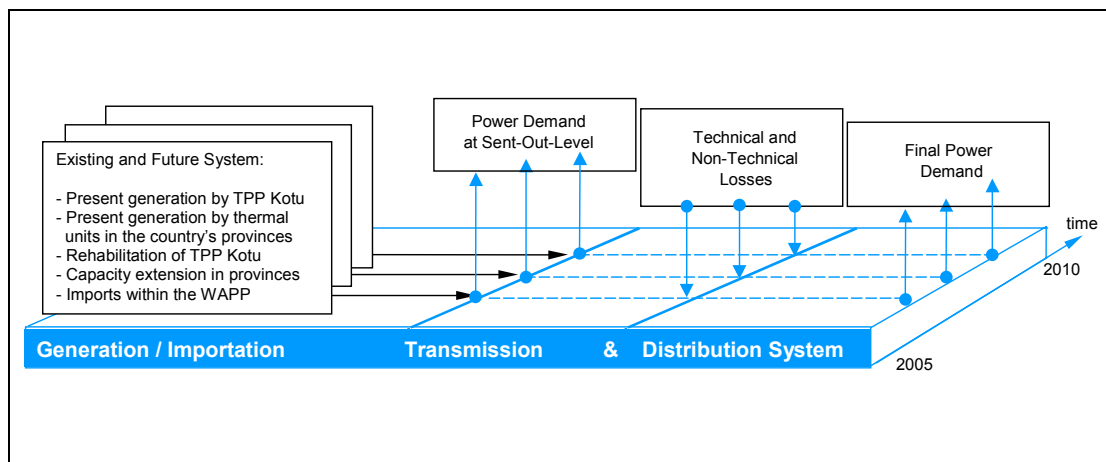 Existing and Future System:
- Present generation by TPP Kotu
- Present generation by thermal
units in the country's provinces
- Rehabilitation of TPP Kotu
- Capacity extension in provinces
- Imports within the WAPP
Power Demand
at Sent-Out-Level
Technical and
Non-Technical
Losses
Final Power
Demand
time
2010
2005
Generation / Importation
Transmission & Distribution System